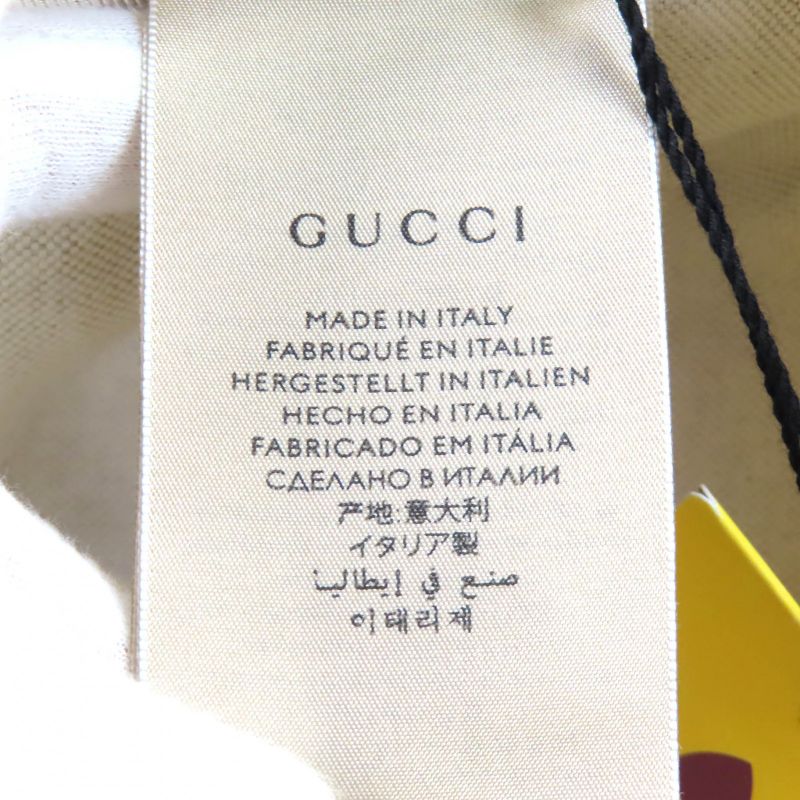 GUCCI
MADE IN ITALY
FABRIQUÉ EN ITALIE
HERGESTELLT IN ITALIEN
HECHO EN ITALIA
FABRICADO EM ITÁLIA
СДЕЛАНО В ИТАЛИИ
产地:意大利
イタリア製
صنع في إيطاليا
이태리제